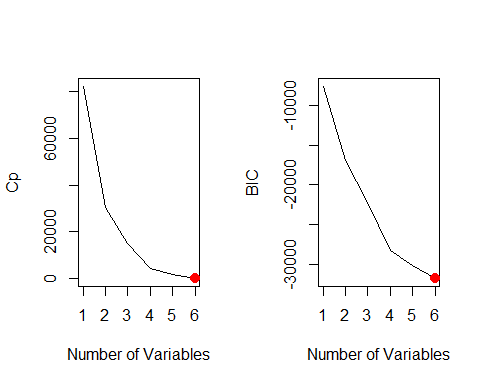 Cp
60000
20000
0
1 2 3 4 5 6
Number of Variables
BIC
-10000
-20000
-30000
1 2 3 4 5 6
Number of Variables